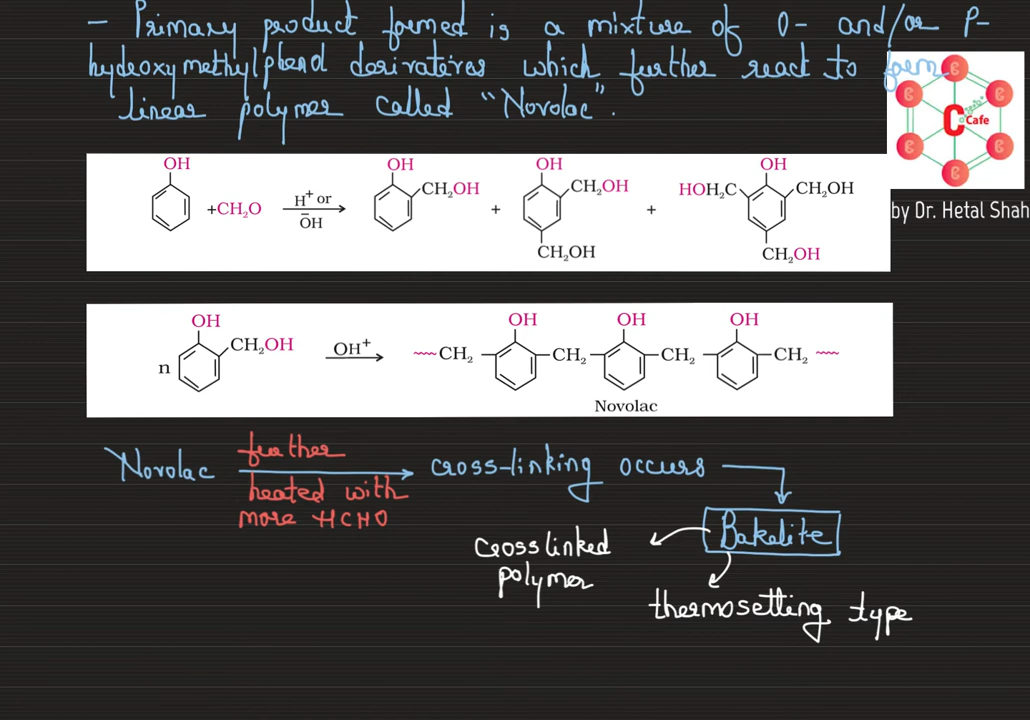 - Primary product formed is a mixture of O- and/or P-
hydroxymethylphenol derivatives which further react to form
linear polymer called "Novolac".
C Cafe
by Dr. Hetal Shah
OH OH OH OH
+CH₂O H⁺ or ŌH CH₂OH + CH₂OH + HOH₂C CH₂OH
CH₂OH CH₂OH
OH OH OH OH
n CH₂OH OH⁺ CH₂ CH₂ CH₂ CH₂
Novolac
Novolac further heated with more HCHO cross-linking occurs
Bakelite
Cross linked
polymer
thermosetting type